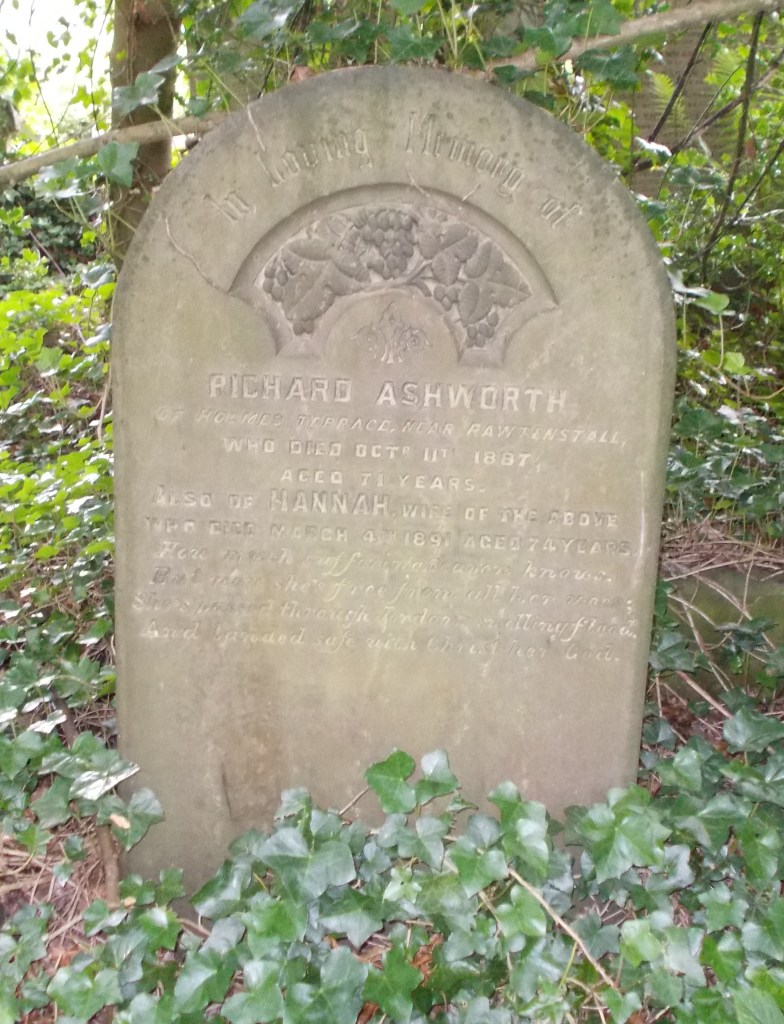 In Loving Memory of
RICHARD ASHWORTH
OF HOLMES TERRACE, NEAR RAWTENSTALL,
WHO DIED OCTR 11TH 1887,
AGED 71 YEARS.
ALSO OF HANNAH, WIFE OF THE ABOVE
WHO DIED MARCH 4TH 1891 AGED 74 YEARS.
How much suffering heaven knows.
But now she's free from all her woes,
She's passed through Jordan's swelling flood.
And landed safe with Christ her God.